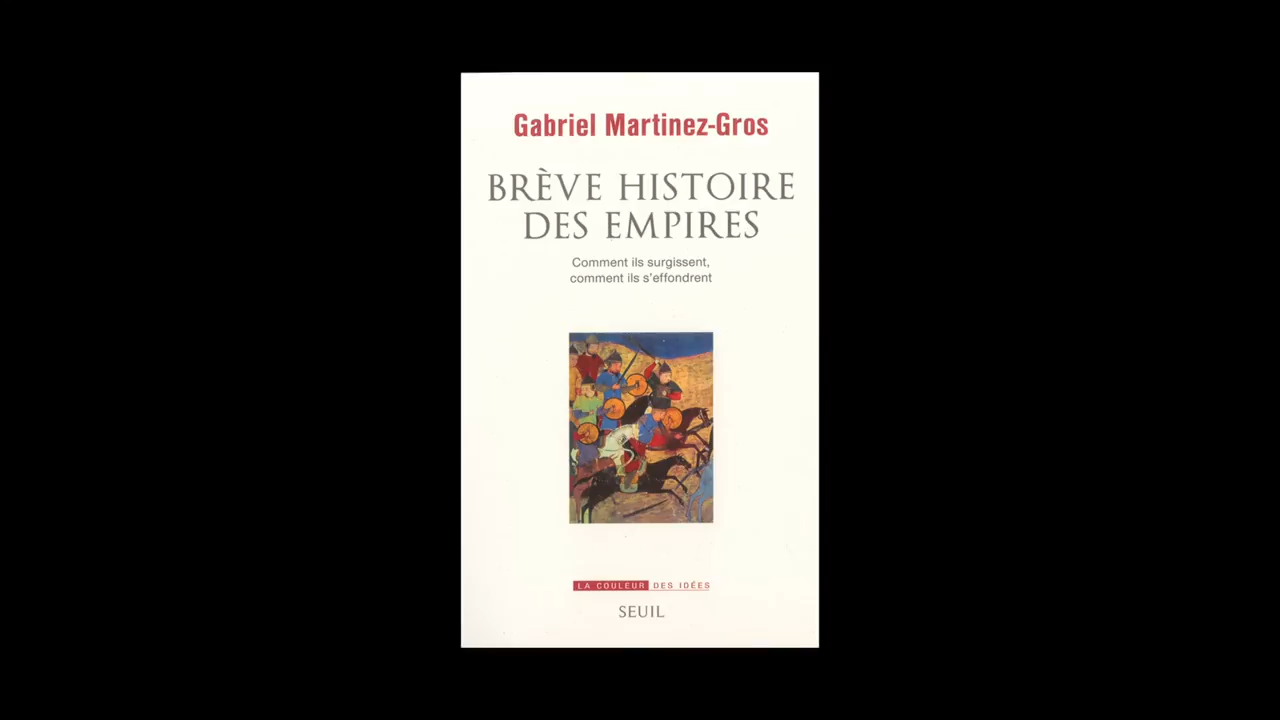 Gabriel Martinez-Gros
BRÈVE HISTOIRE
DES EMPIRES
Comment ils surgissent,
comment ils s'effondrent
LA COULEUR DES IDÉES
SEUIL